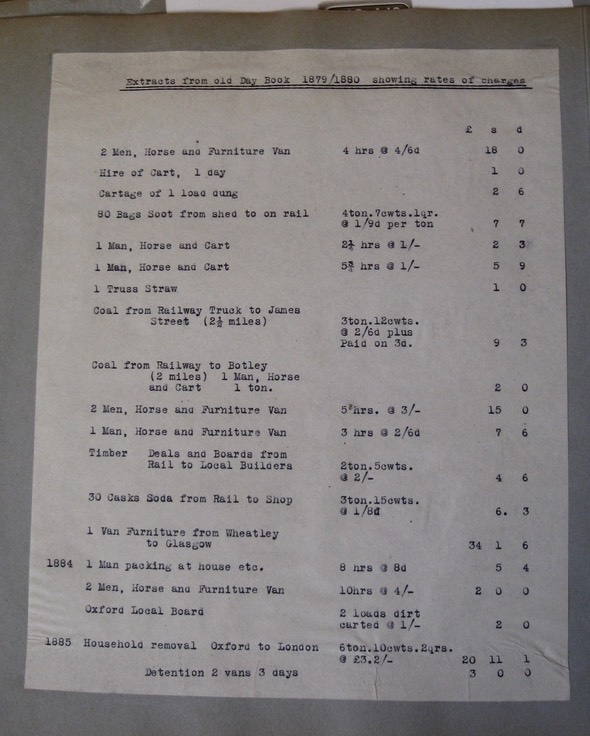 Extracts from old Day Book 1879/1880 showing rates of charges
£ s d
2 Men, Horse and Furniture Van 4 hrs @ 4/6d 18 0
Hire of Cart, 1 day 1 0
Cartage of 1 load dung 2 6
80 Bags Soot from shed to on rail 4ton.7cwts.1qr.
@ 1/9d per ton 7 7
1 Man, Horse and Cart 2¼ hrs @ 1/- 2 3
1 Man, Horse and Cart 5¾ hrs @ 1/- 5 9
1 Truss Straw 1 0
Coal from Railway Truck to James
Street (2½ miles) 3ton.12cwts.
@ 2/6d plus
Paid on 3d. 9 3
Coal from Railway to Botley
(2 miles) 1 Man, Horse
and Cart 1 ton. 2 0
2 Men, Horse and Furniture Van 5 hrs. @ 3/- 15 0
1 Man, Horse and Furniture Van 3 hrs @ 2/6d 7 6
Timber Deals and Boards from
Rail to Local Builders 2ton.5cwts.
@ 2/- 4 6
30 Casks Soda from Rail to Shop 3ton.15cwts.
@ 1/8d 6. 3
1 Van Furniture from Wheatley
to Glasgow 34 1 6
1884 1 Man packing at house etc. 8 hrs @ 8d 5 4
2 Men, Horse and Furniture Van 10hrs @ 4/- 2 0 0
Oxford Local Board 2 loads dirt
carted @ 1/- 2 0
1885 Household removal Oxford to London 6ton.10cwts.2qrs.
@ £3.2/- 20 11 1
Detention 2 vans 3 days 3 0 0